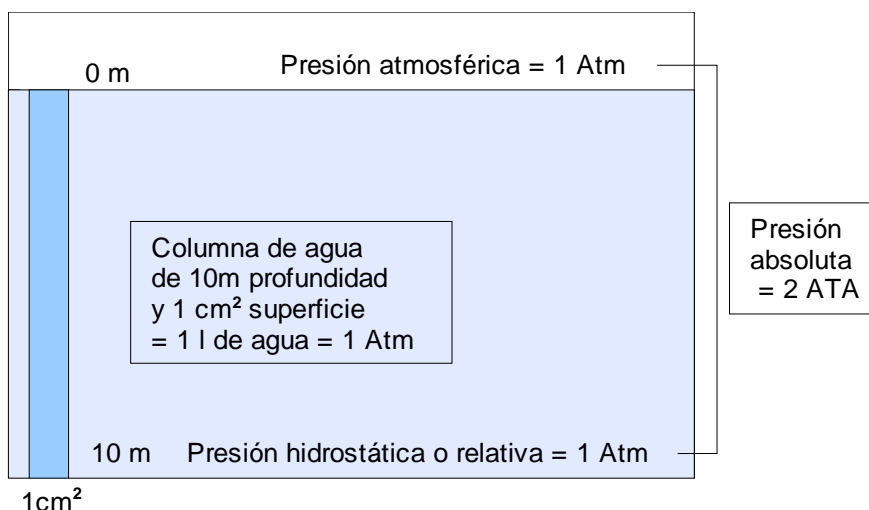 Presión atmosférica = 1 Atm
0 m
Columna de agua
de 10m profundidad
y 1 cm² superficie
= 1 l de agua = 1 Atm
Presión
absoluta
= 2 ATA
10 m
Presión hidrostática o relativa = 1 Atm
1cm²